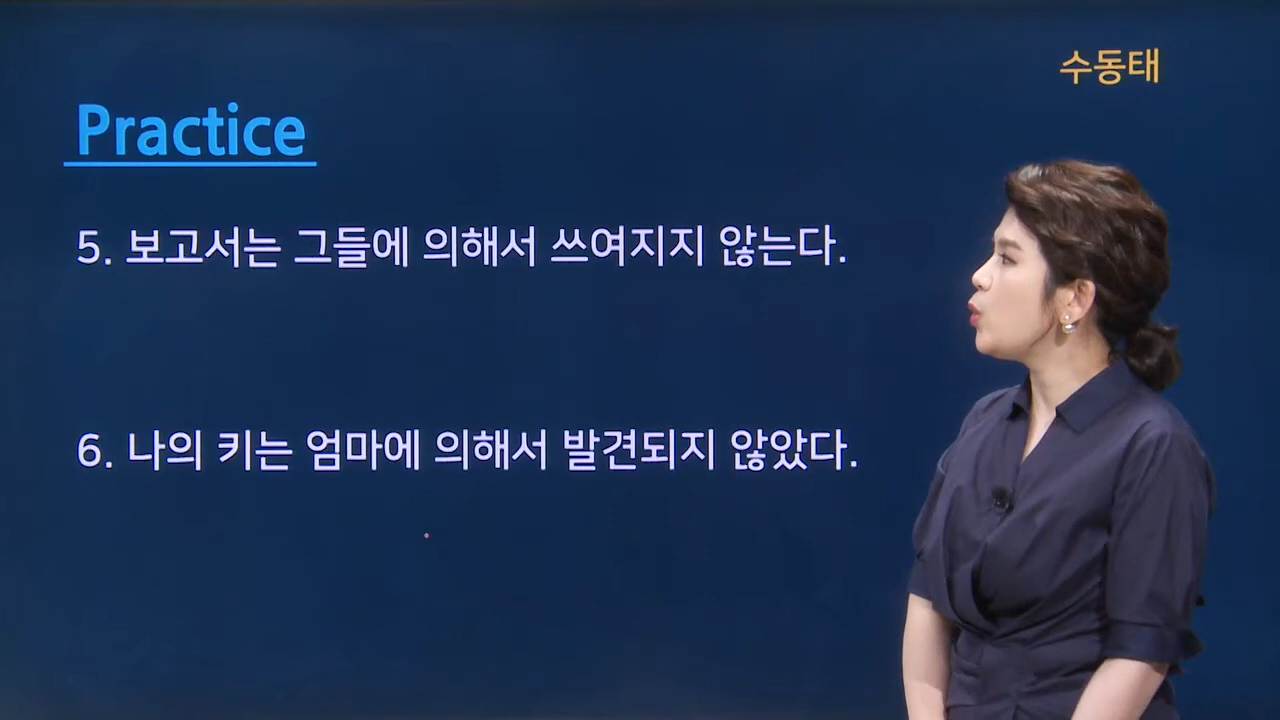 수동태
Practice
5. 보고서는 그들에 의해서 쓰여지지 않는다.
6. 나의 키는 엄마에 의해서 발견되지 않았다.